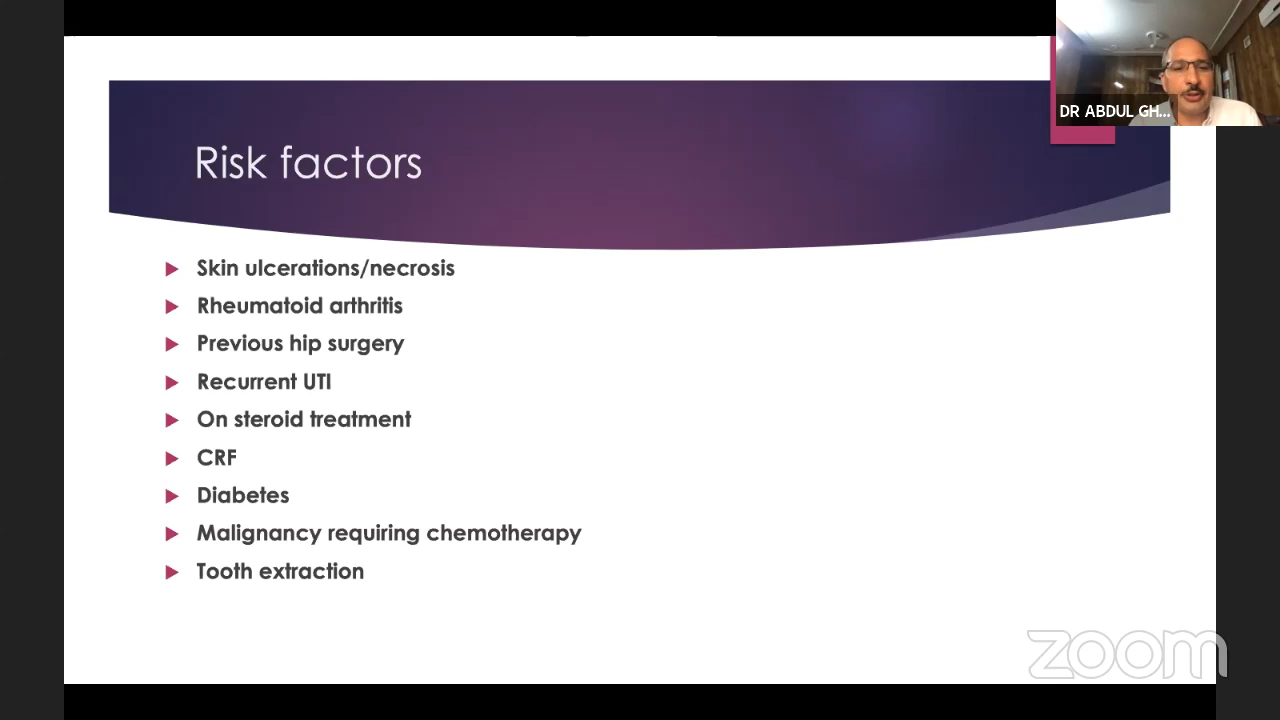 DR ABDUL GH...
Risk factors
Skin ulcerations/necrosis
Rheumatoid arthritis
Previous hip surgery
Recurrent UTI
On steroid treatment
CRF
Diabetes
Malignancy requiring chemotherapy
Tooth extraction
zoom